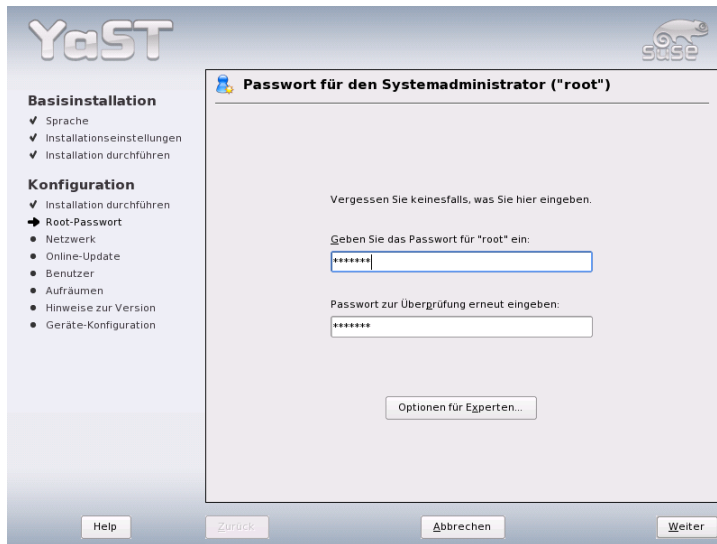 YaST
SUSE
Basisinstallation
Sprache
Installationseinstellungen
Installation durchführen
Konfiguration
Installation durchführen
Root-Passwort
Netzwerk
Online-Update
Benutzer
Aufräumen
Hinweise zur Version
Geräte-Konfiguration
Passwort für den Systemadministrator ("root")
Vergessen Sie keinesfalls, was Sie hier eingeben.
Geben Sie das Passwort für "root" ein:
*******
Passwort zur Überprüfung erneut eingeben:
*******
Optionen für Experten...
Help
Zurück
Abbrechen
Weiter